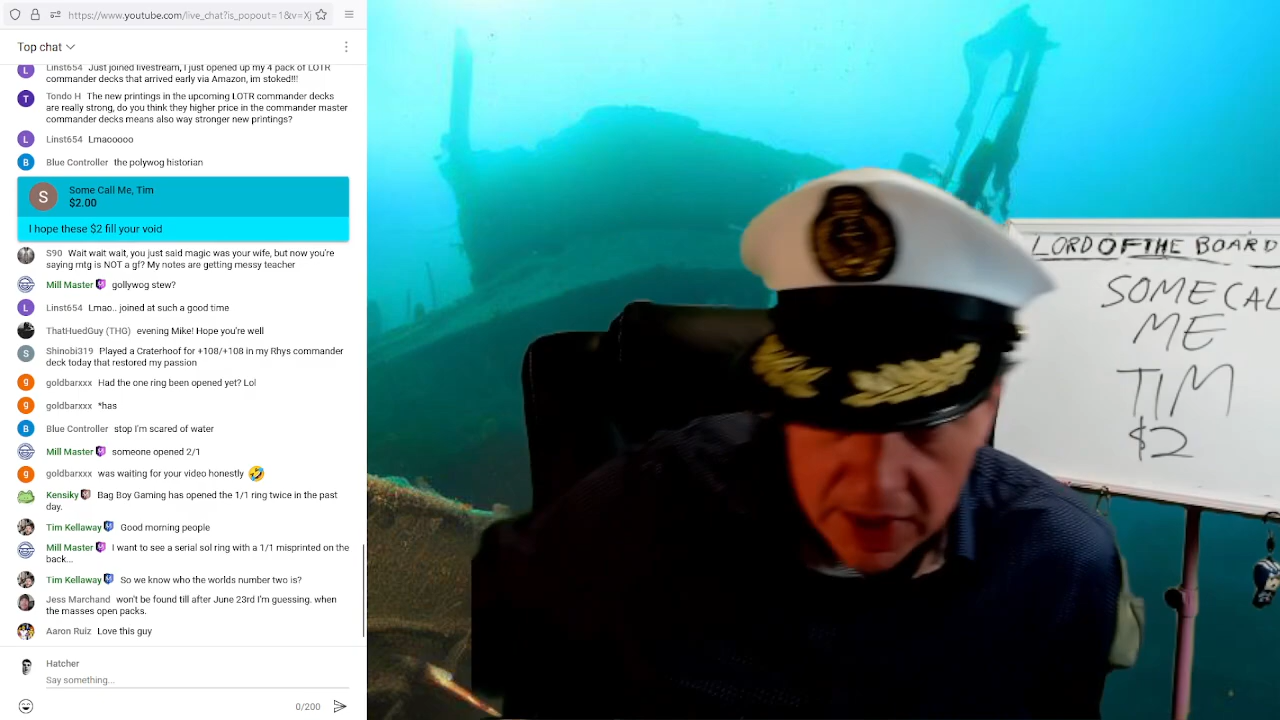 https://www.youtube.com/live_chat?is_popout=1&v=Xj
Top chat
Linst654 Just joined livestream, I just opened up my 4 pack of LOTR
commander decks that arrived early via Amazon, im stoked!!!
T
Tondo H The new printings in the upcoming LOTR commander decks
are really strong, do you think they higher price in the commander master
commander decks means also way stronger new printings?
L
Linst654 Lmaooooo
B
Blue Controller the polywog historian
S
Some Call Me, Tim
$2.00
I hope these $2 fill your void
S90 Wait wait wait, you just said magic was your wife, but now you're
saying mtg is NOT a gf? My notes are getting messy teacher
Mill Master gollywog stew?
L
Linst654 Lmao.. joined at such a good time
ThatHuedGuy (THG) evening Mike! Hope you're well
S
Shinobi319 Played a Craterhoof for +108/+108 in my Rhys commander
deck today that restored my passion
g
goldbarxxx Had the one ring been opened yet? Lol
g
goldbarxxx *has
B
Blue Controller stop I'm scared of water
Mill Master someone opened 2/1
g
goldbarxxx was waiting for your video honestly 🤣
Kensiky Bag Boy Gaming has opened the 1/1 ring twice in the past
day.
Tim Kellaway Good morning people
Mill Master I want to see a serial sol ring with a 1/1 misprinted on the
back...
Tim Kellaway So we know who the worlds number two is?
Jess Marchand won't be found till after June 23rd I'm guessing. when
the masses open packs.
Aaron Ruiz Love this guy
Hatcher
Say something...
0/200
LORD OF THE BOARD
SOME CAL
ME
TIM
$2